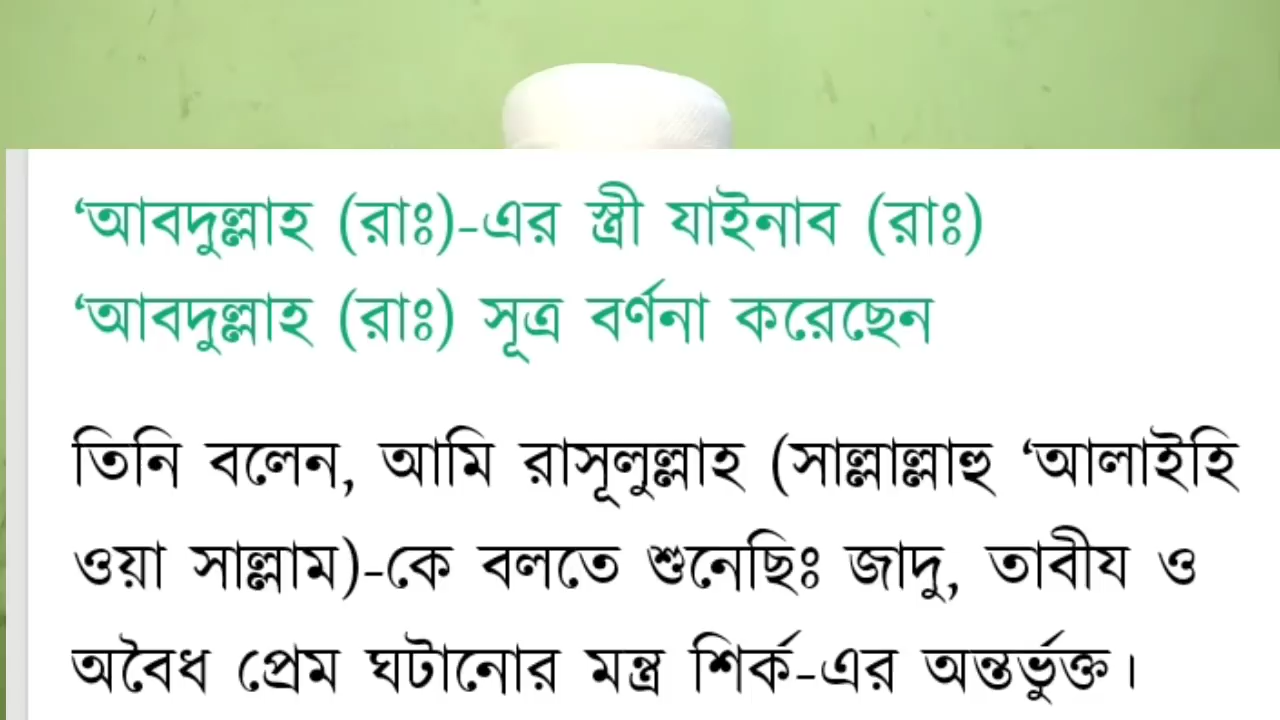 ‘আবদুল্লাহ (রাঃ)-এর স্ত্রী যাইনাব (রাঃ)
‘আবদুল্লাহ (রাঃ) সূত্র বর্ণনা করেছেন
তিনি বলেন, আমি রাসূলুল্লাহ (সাল্লাল্লাহু ‘আলাইহি
ওয়া সাল্লাম)-কে বলতে শুনেছিঃ জাদু, তাবীয ও
অবৈধ প্রেম ঘটানোর মন্ত্র শির্ক-এর অন্তর্ভুক্ত।